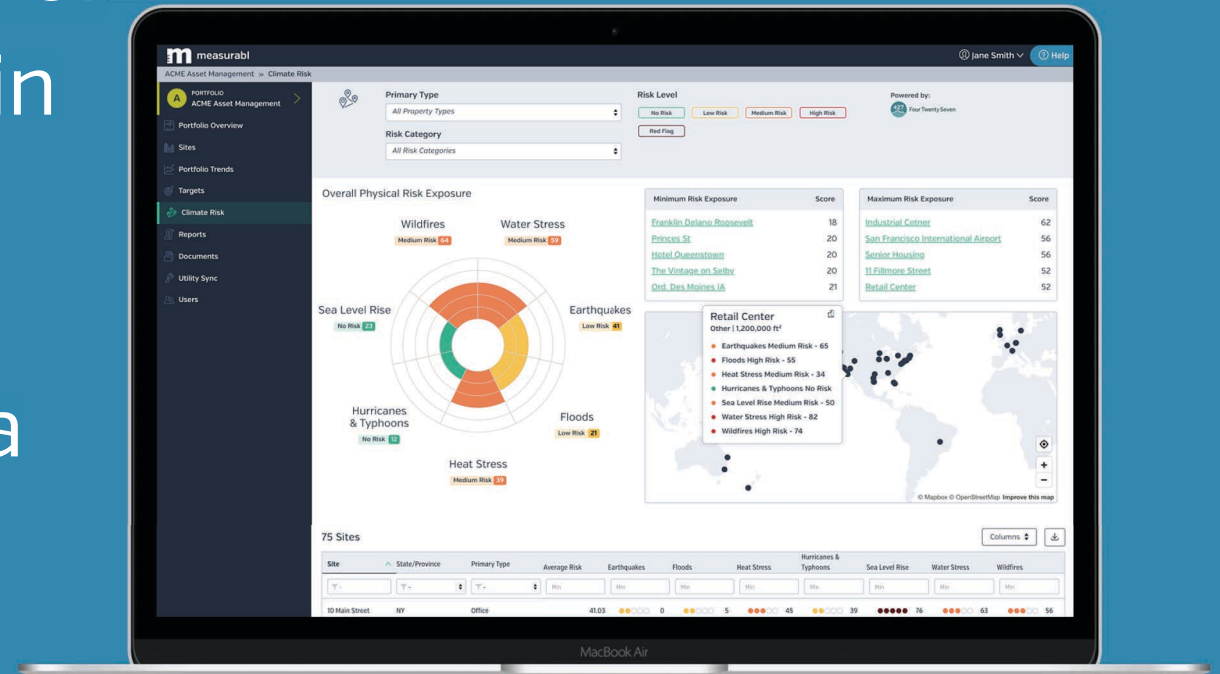 in
a
measurabl
Jane Smith
Help
ACME Asset Management » Climate Risk
A
PORTFOLIO
ACME Asset Management
Portfolio Overview
Sites
Portfolio Trends
Targets
Climate Risk
Reports
Documents
Utility Sync
Users
Primary Type
All Property Types
Risk Category
All Risk Categories
Risk Level
No Risk Low Risk Medium Risk High Risk
Red Flag
Powered by:
427 Four Twenty Seven
Overall Physical Risk Exposure
Wildfires
Medium Risk 64
Water Stress
Medium Risk 59
Sea Level Rise
No Risk 23
Earthquakes
Low Risk 41
Hurricanes
& Typhoons
No Risk 12
Floods
Low Risk 21
Heat Stress
Medium Risk 39
Minimum Risk Exposure Score
Franklin Delano Roosevelt 18
Princes St 20
Hotel Queenstown 20
The Vintage on Selby 20
Ord. Des Moines IA 21
Maximum Risk Exposure Score
Industrial Cetner 62
San Francisco International Airport 56
Senior Housing 56
11 Fillmore Street 52
Retail Center 52
Retail Center
Other | 1,200,000 ft²
Earthquakes Medium Risk - 65
Floods High Risk - 55
Heat Stress Medium Risk - 34
Hurricanes & Typhoons No Risk
Sea Level Rise Medium Risk - 50
Water Stress High Risk - 82
Wildfires High Risk - 74
+
−
© Mapbox © OpenStreetMap Improve this map
75 Sites
Columns
Site State/Province Primary Type Average Risk Earthquakes Floods Heat Stress Hurricanes & Typhoons Sea Level Rise Water Stress Wildfires
Min Min Min Min Min Min Min Min
10 Main Street NY Office 41.03 0 5 45 39 76 63 56
MacBook Air